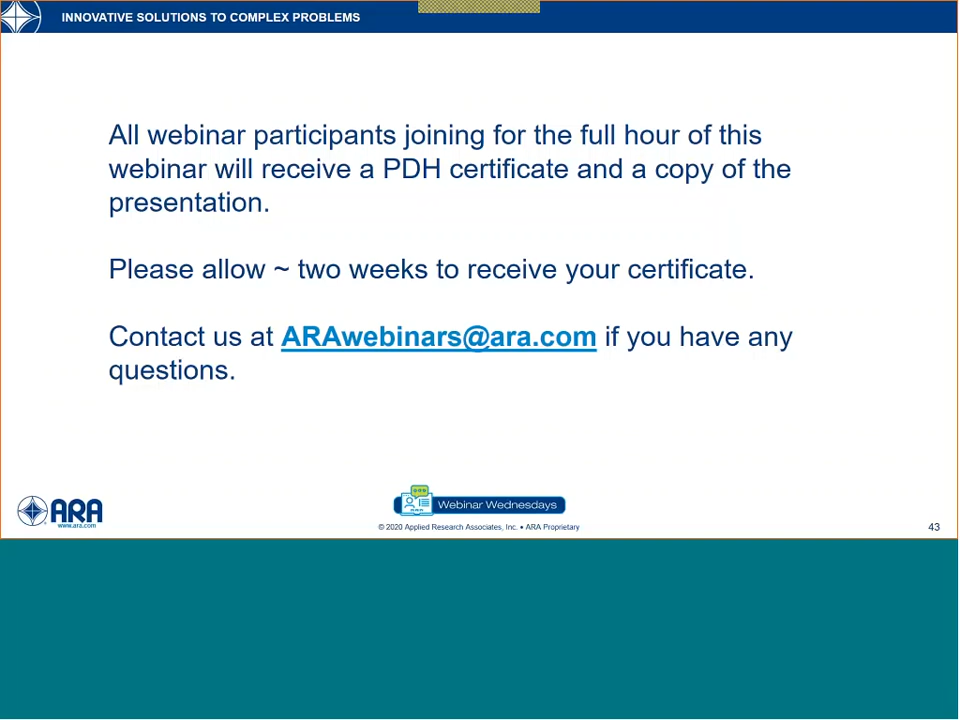 INNOVATIVE SOLUTIONS TO COMPLEX PROBLEMS
All webinar participants joining for the full hour of this
webinar will receive a PDH certificate and a copy of the
presentation.
Please allow ~ two weeks to receive your certificate.
Contact us at ARAwebinars@ara.com if you have any
questions.
ARA
www.ara.com
Webinar Wednesdays
© 2020 Applied Research Associates, Inc. • ARA Proprietary
43